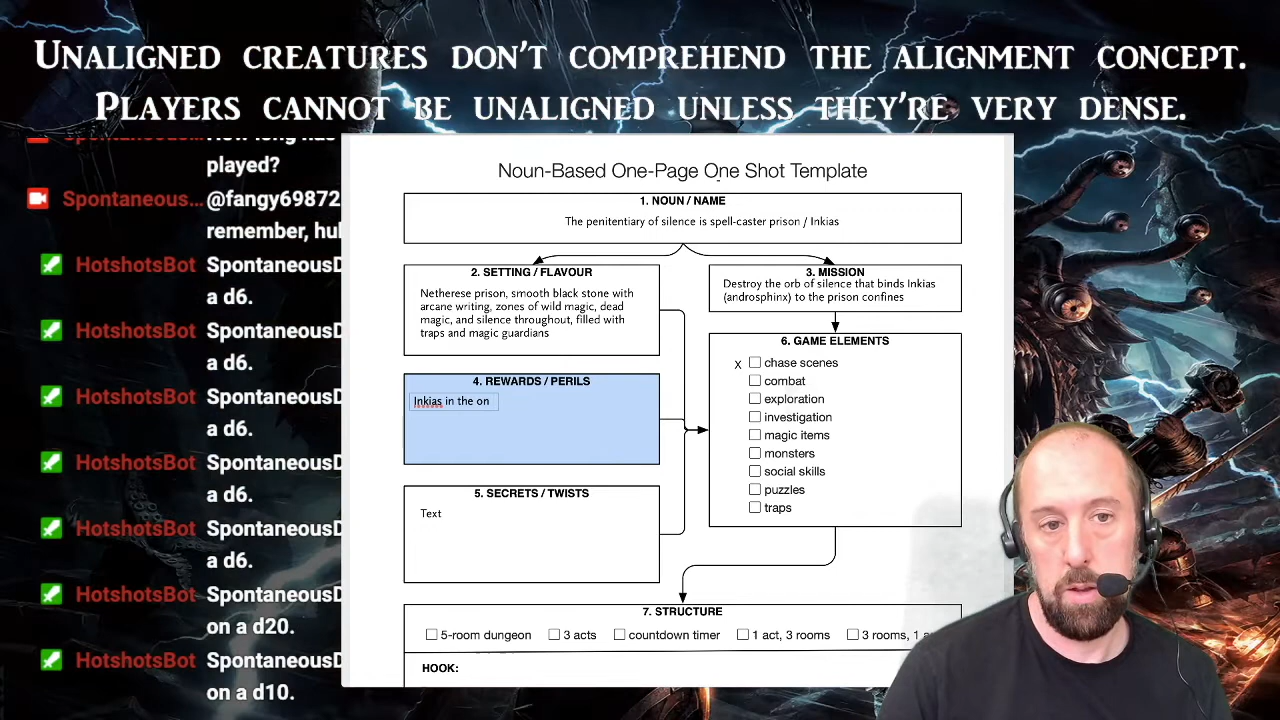 UNALIGNED CREATURES DON'T COMPREHEND THE ALIGNMENT CONCEPT.
PLAYERS CANNOT BE UNALIGNED UNLESS THEY'RE VERY DENSE.
played?
Spontaneous... @fangy69872
remember, hu
HotshotsBot SpontaneousD
a d6.
HotshotsBot SpontaneousD
a d6.
HotshotsBot SpontaneousD
a d6.
HotshotsBot SpontaneousD
a d6.
HotshotsBot SpontaneousD
a d6.
HotshotsBot SpontaneousD
on a d20.
HotshotsBot SpontaneousD
on a d10.
Noun-Based One-Page One Shot Template
1. NOUN / NAME
The penitentiary of silence is spell-caster prison / Inkias
2. SETTING / FLAVOUR
Netherese prison, smooth black stone with
arcane writing, zones of wild magic, dead
magic, and silence throughout, filled with
traps and magic guardians
3. MISSION
Destroy the orb of silence that binds Inkias
(androsphinx) to the prison confines
4. REWARDS / PERILS
Inkias in the on
5. SECRETS / TWISTS
Text
6. GAME ELEMENTS
X chase scenes
combat
exploration
investigation
magic items
monsters
social skills
puzzles
traps
7. STRUCTURE
5-room dungeon 3 acts countdown timer 1 act, 3 rooms 3 rooms, 1
HOOK: